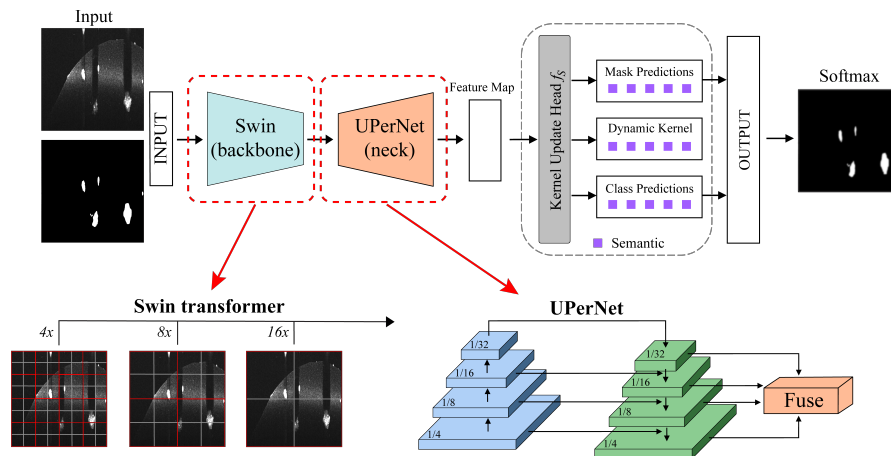 Input
INPUT
Swin
(backbone)
UPerNet
(neck)
Feature Map
Kernel Update Head fs
Mask Predictions
Dynamic Kernel
Class Predictions
Semantic
OUTPUT
Softmax
Swin transformer
4x
8x
16x
UPerNet
1/32
1/16
1/8
1/4
1/32
1/16
1/8
1/4
Fuse